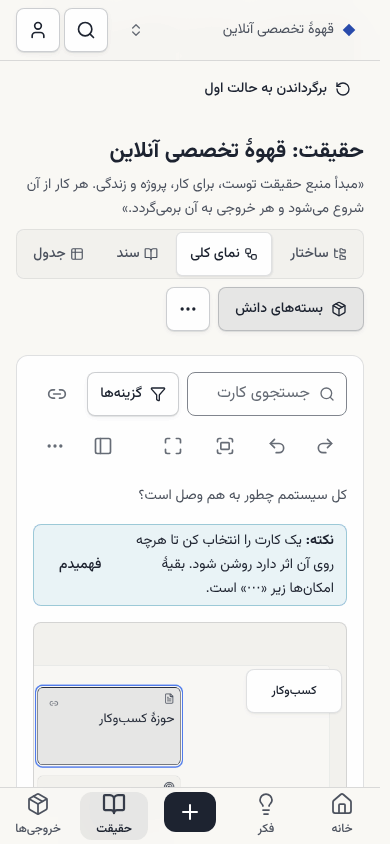 قهوهٔ تخصصی آنلاین
برگرداندن به حالت اول
حقیقت: قهوهٔ تخصصی آنلاین
«مبدأ منبع حقیقت توست، برای کار، پروژه و زندگی. هر کار از آن
شروع می‌شود و هر خروجی به آن برمی‌گردد.»
ساختار
نمای کلی
سند
جدول
بسته‌های دانش
جستجوی کارت
گزینه‌ها
کل سیستمم چطور به هم وصل است؟
نکته: یک کارت را انتخاب کن تا هرچه
روی آن اثر دارد روشن شود. بقیهٔ
امکان‌ها زیر «···» است.
فهمیدم
کسب‌وکار
حوزهٔ کسب‌وکار
خانه
فکر
حقیقت
خروجی‌ها